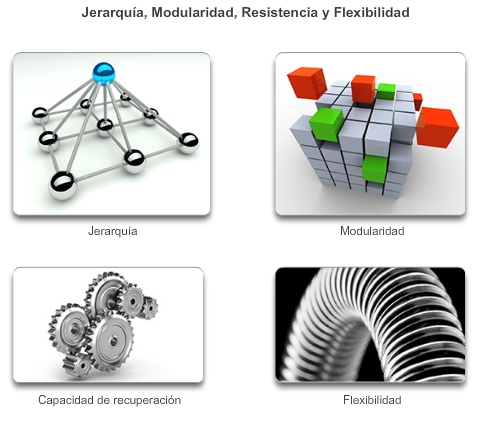 Jerarquía, Modularidad, Resistencia y Flexibilidad
Jerarquía
Modularidad
Capacidad de recuperación
Flexibilidad